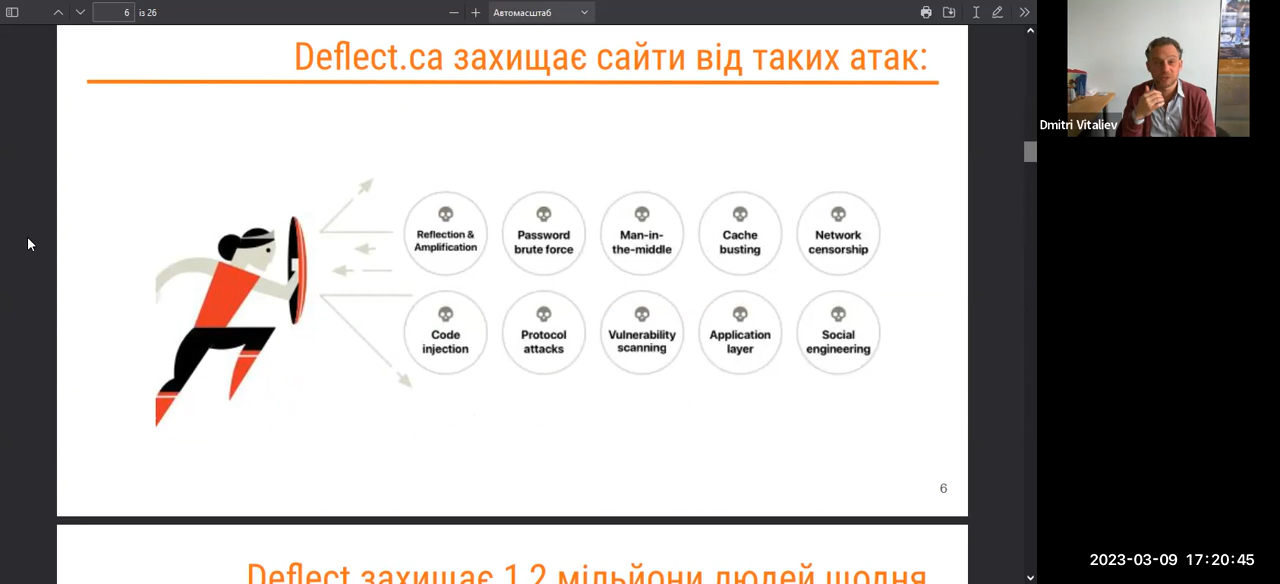 6 із 26
Автомасштаб
Deflect.ca захищає сайти від таких атак:
Reflection &
Amplification
Password
brute force
Man-in-
the-middle
Cache
busting
Network
censorship
Code
injection
Protocol
attacks
Vulnerability
scanning
Application
layer
Social
engineering
6
Deflect захищає 1,2 мільйони людей щодня
Dmitri Vitaliev
2023-03-09 17:20:45